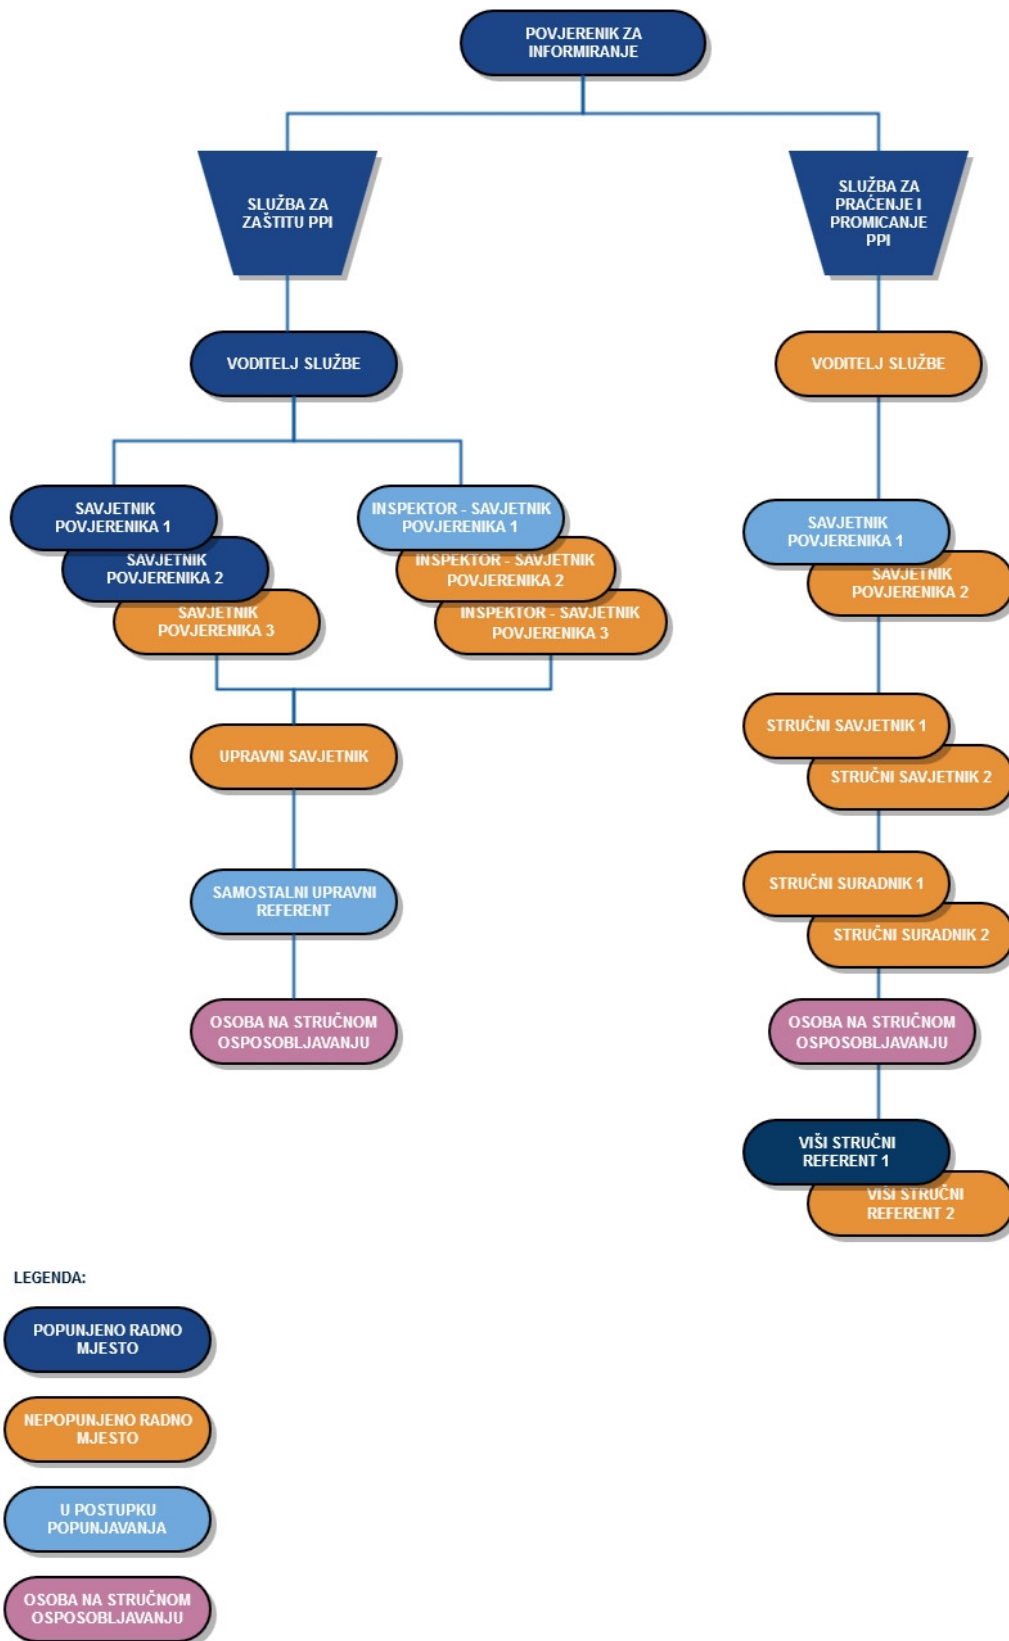 POVJERENIK ZA
INFORMIRANJE
SLUŽBA ZA
ZAŠTITU PPI
SLUŽBA ZA
PRAĆENJE I
PROMICANJE
PPI
VODITELJ SLUŽBE
VODITELJ SLUŽBE
SAVJETNIK
POVJERENIKA 1
SAVJETNIK
POVJERENIKA 2
SAVJETNIK
POVJERENIKA 3
INSPEKTOR - SAVJETNIK
POVJERENIKA 1
INSPEKTOR - SAVJETNIK
POVJERENIKA 2
INSPEKTOR - SAVJETNIK
POVJERENIKA 3
SAVJETNIK
POVJERENIKA 1
SAVJETNIK
POVJERENIKA 2
UPRAVNI SAVJETNIK
STRUČNI SAVJETNIK 1
STRUČNI SAVJETNIK 2
SAMOSTALNI UPRAVNI
REFERENT
STRUČNI SURADNIK 1
STRUČNI SURADNIK 2
OSOBA NA STRUČNOM
OSPOSOBLJAVANJU
OSOBA NA STRUČNOM
OSPOSOBLJAVANJU
VIŠI STRUČNI
REFERENT 1
VIŠI STRUČNI
REFERENT 2
LEGENDA:
POPUNJENO RADNO
MJESTO
NEPOPUNJENO RADNO
MJESTO
U POSTUPKU
POPUNJAVANJA
OSOBA NA STRUČNOM
OSPOSOBLJAVANJU